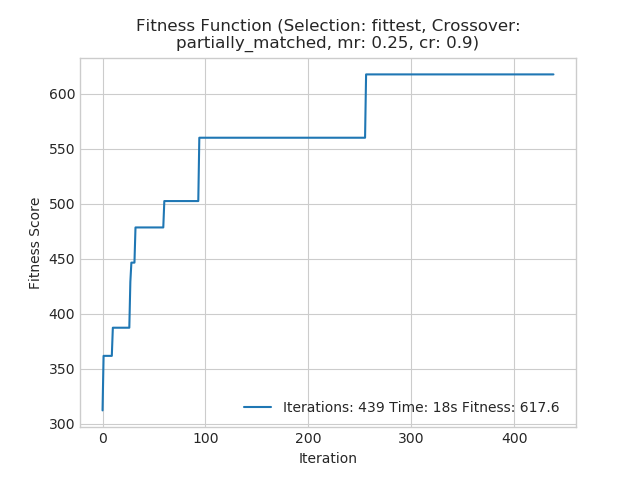 Fitness Function (Selection: fittest, Crossover:
partially_matched, mr: 0.25, cr: 0.9)
Fitness Score
600
550
500
450
400
350
300
Iterations: 439 Time: 18s Fitness: 617.6
0
100
200
300
400
Iteration